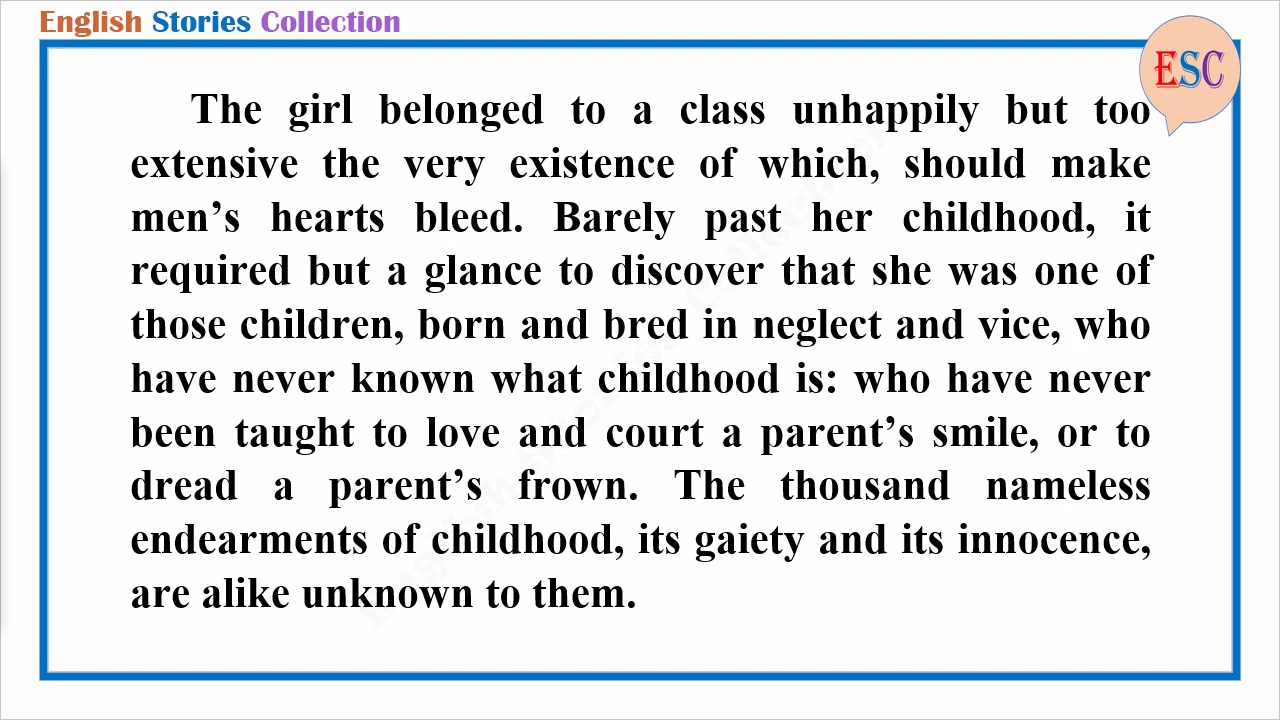 English Stories Collection
ESC
The girl belonged to a class unhappily but too
extensive the very existence of which, should make
men’s hearts bleed. Barely past her childhood, it
required but a glance to discover that she was one of
those children, born and bred in neglect and vice, who
have never known what childhood is: who have never
been taught to love and court a parent’s smile, or to
dread a parent’s frown. The thousand nameless
endearments of childhood, its gaiety and its innocence,
are alike unknown to them.
English Stories Collection